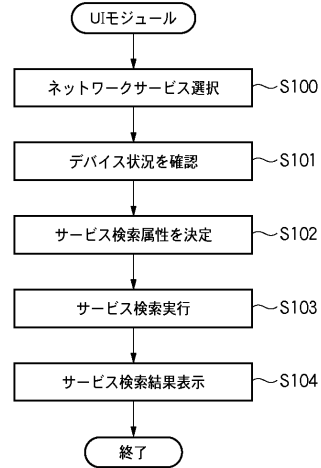 UIモジュール
ネットワークサービス選択
S100
デバイス状況を確認
S101
サービス検索属性を決定
S102
サービス検索実行
S103
サービス検索結果表示
S104
終了